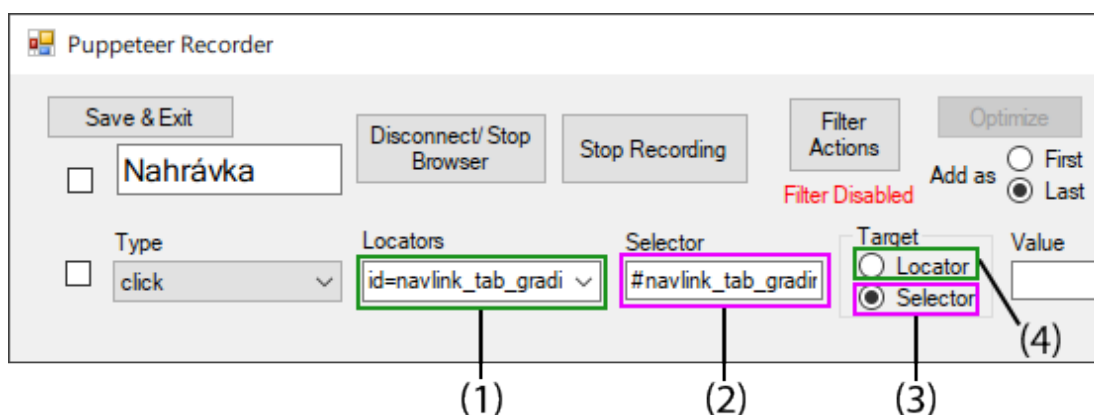 Puppeteer Recorder
Save & Exit
Disconnect/ Stop
Browser
Stop Recording
Filter
Actions
Optimize
Nahrávka
Filter Disabled
Add as
First
Last
Type
Locators
Selector
Target
Value
click
id=navlink_tab_gradi
#navlink_tab_gradir
Locator
Selector
(4)
(1)
(2)
(3)